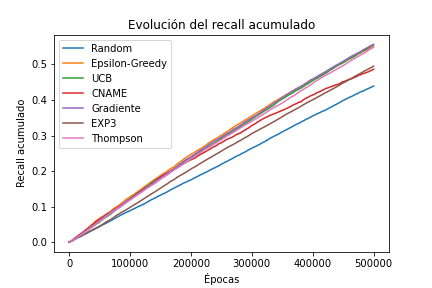 Evolución del recall acumulado
Recall acumulado
0.5
0.4
0.3
0.2
0.1
0.0
Random
Epsilon-Greedy
UCB
CNAME
Gradiente
EXP3
Thompson
0 100000 200000 300000 400000 500000
Épocas